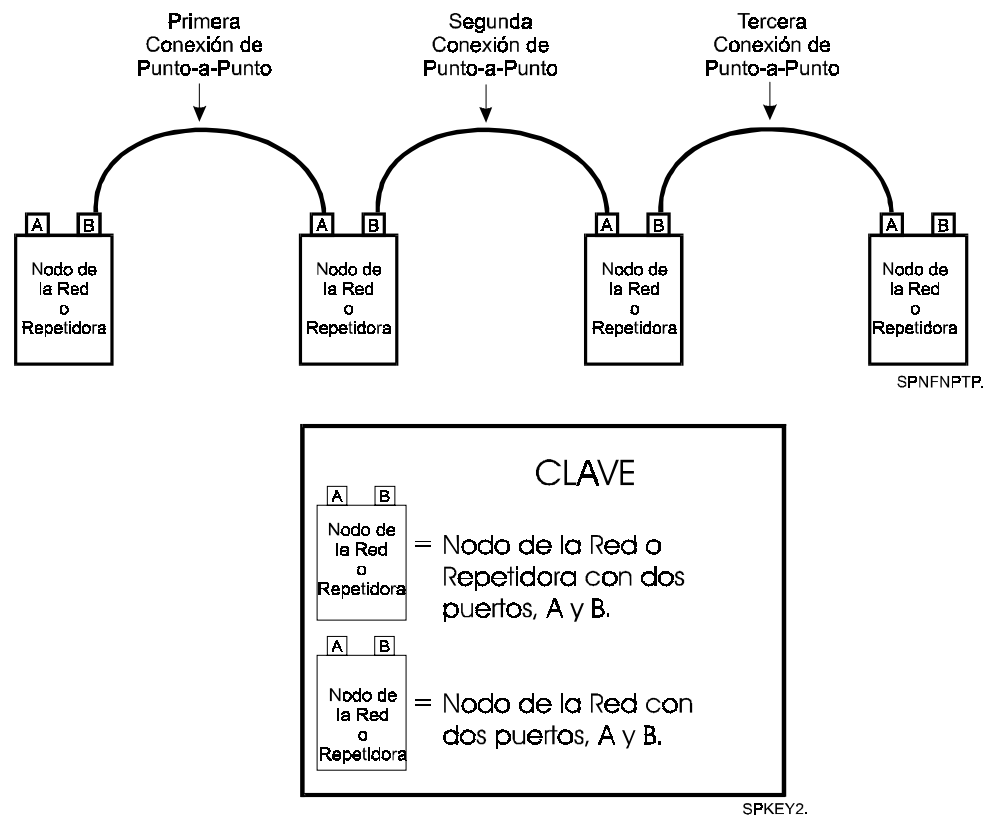 Primera
Conexión de
Punto-a-Punto
Segunda
Conexión de
Punto-a-Punto
Tercera
Conexión de
Punto-a-Punto
A B
Nodo de
la Red
o
Repetidora
A B
Nodo de
la Red
o
Repetidora
A B
Nodo de
la Red
o
Repetidora
A B
Nodo de
la Red
o
Repetidora
SPNFNPTP.
CLAVE
A B
Nodo de
la Red
o
Repetidora
= Nodo de la Red o
Repetidora con dos
puertos, A y B.
A B
Nodo de
la Red
o
Repetidora
= Nodo de la Red con
dos puertos, A y B.
SPKEY2.